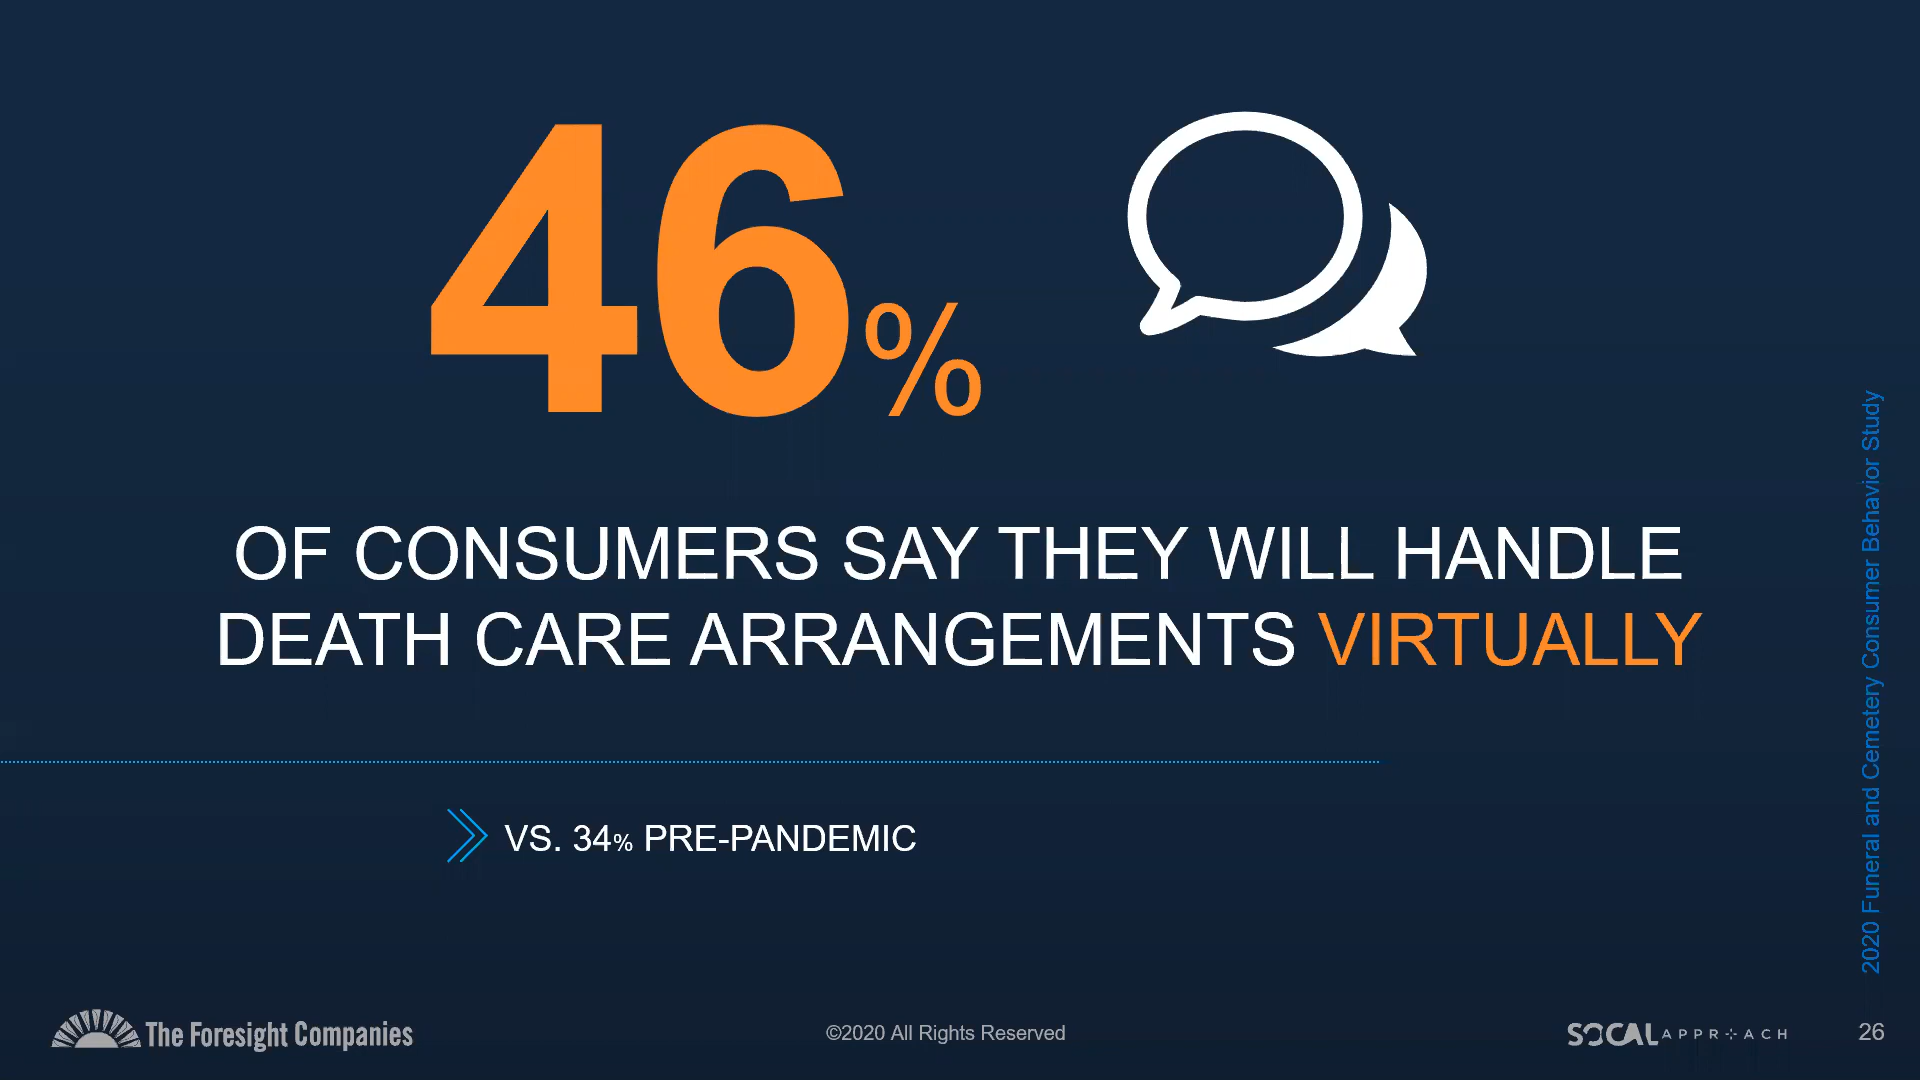 46%
OF CONSUMERS SAY THEY WILL HANDLE
DEATH CARE ARRANGEMENTS VIRTUALLY
VS. 34% PRE-PANDEMIC
2020 Funeral and Cemetery Consumer Behavior Study
The Foresight Companies
©2020 All Rights Reserved
SOCAL APPROACH
26